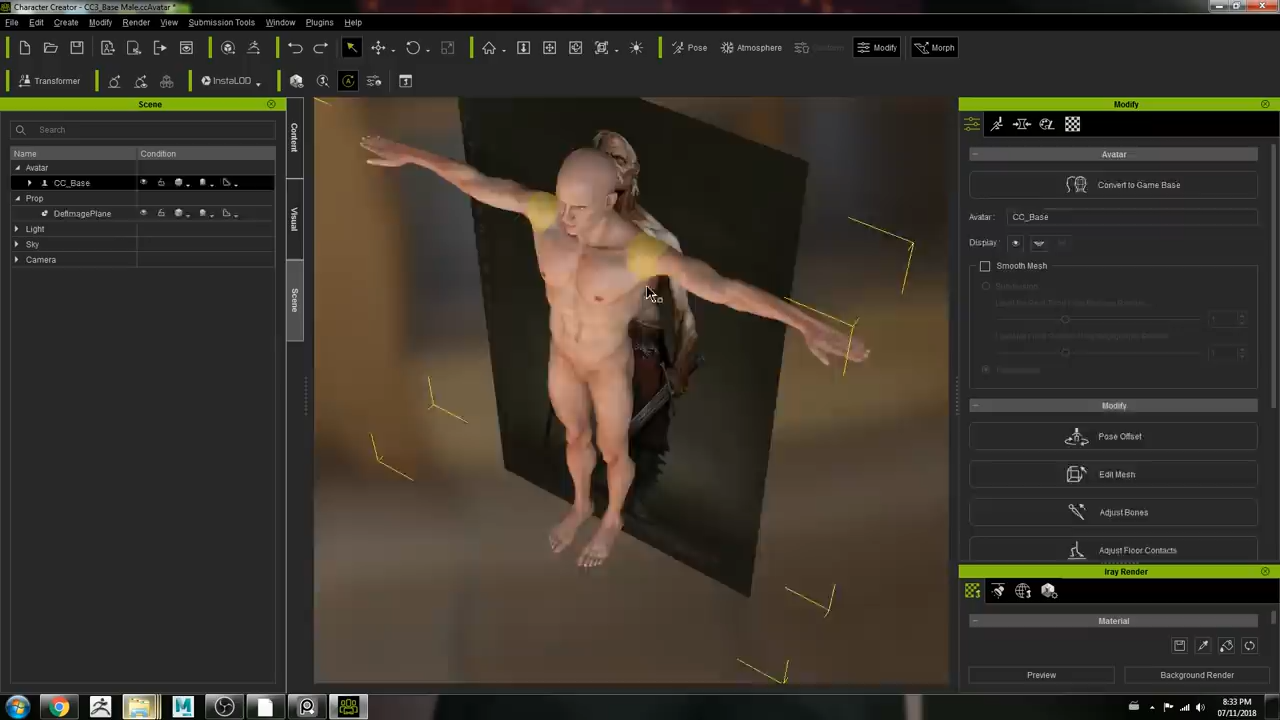 Character Creator - CC3_Base Male.ccAvatar *
File Edit Create Modify Render View Submission Tools Window Plugins Help
Pose Atmosphere Modify Morph
Transformer InstaLOD
Scene
Search
Name Condition
Avatar
CC_Base
Prop
DefImagePlane
Light
Sky
Camera
Content
Visual
Scene
Modify
Avatar
Convert to Game Base
Avatar: CC_Base
Display:
Smooth Mesh
Modify
Pose Offset
Edit Mesh
Adjust Bones
Adjust Floor Contacts
Iray Render
Material
Preview Background Render
8:33 PM
07/11/2018